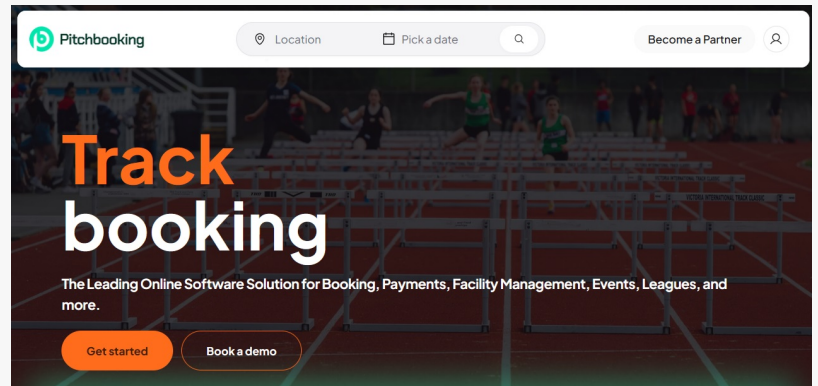 Pitchbooking
Location
Pick a date
Become a Partner
Track
booking
The Leading Online Software Solution for Booking, Payments, Facility Management, Events, Leagues, and
more.
Get started
Book a demo